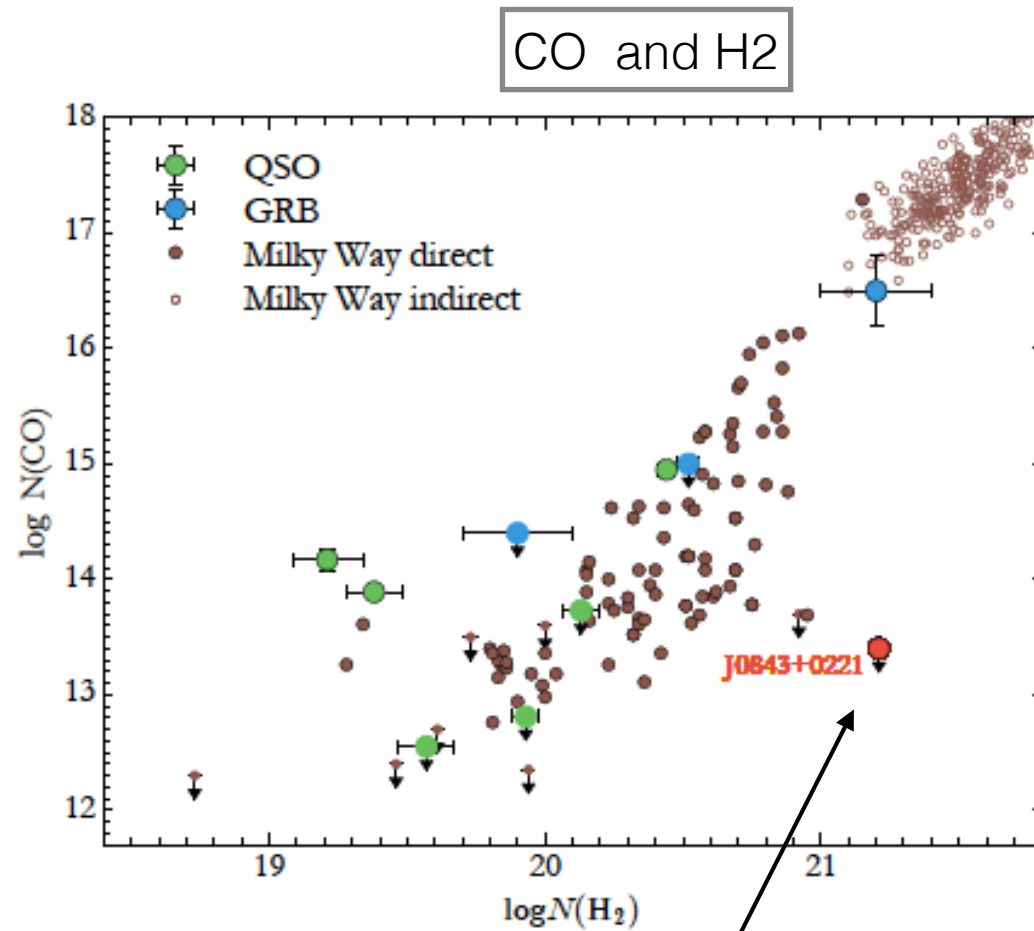 CO and H2
18
17
16
15
14
13
12
log N(CO)
QSO
GRB
Milky Way direct
Milky Way indirect
J0843+0221
19 20 21
logN(H₂)